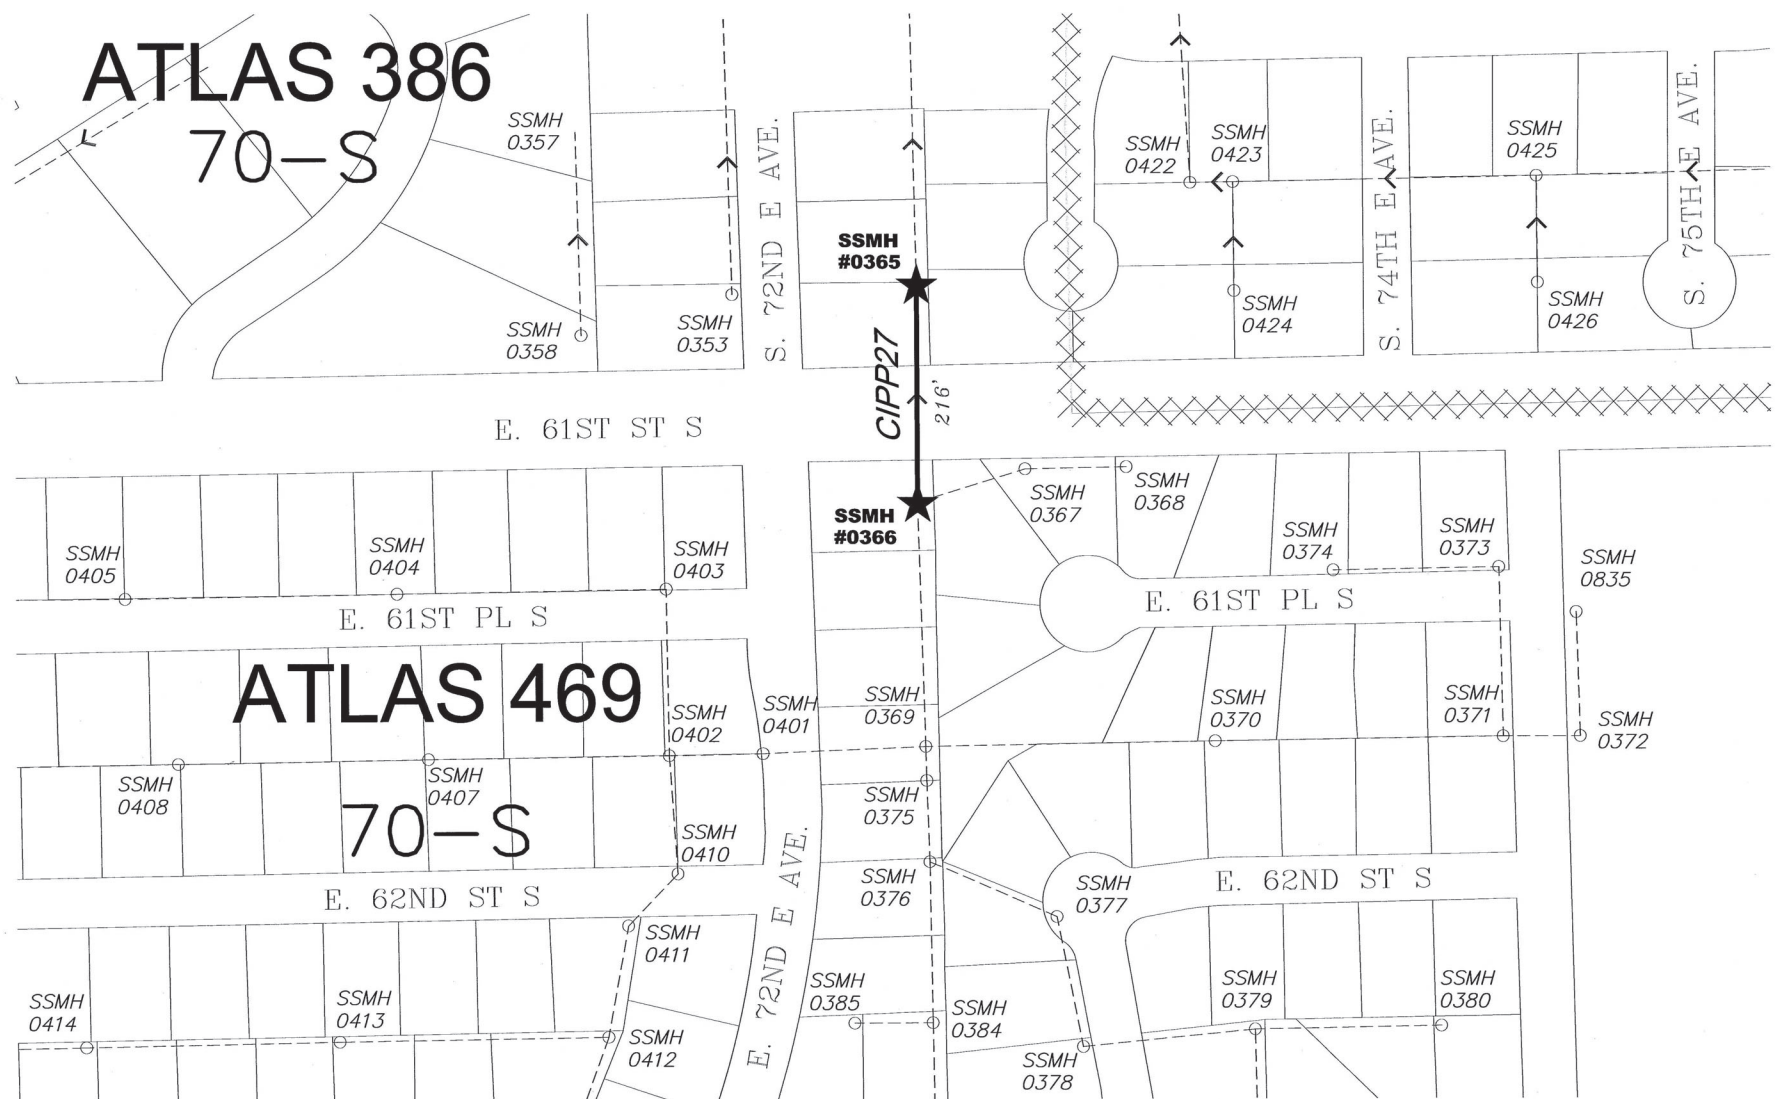 ATLAS 386
70-S
SSMH
0357
SSMH
0358
SSMH
0353
S. 72ND E AVE.
SSMH
#0365
CIPP27
216'
SSMH
#0366
SSMH
0422
SSMH
0423
SSMH
0424
S. 74TH E AVE.
SSMH
0425
SSMH
0426
S. 75TH E AVE.
E. 61ST ST S
SSMH
0405
SSMH
0404
SSMH
0403
SSMH
0367
SSMH
0368
SSMH
0374
SSMH
0373
SSMH
0835
E. 61ST PL S
E. 61ST PL S
ATLAS 469
70-S
SSMH
0402
SSMH
0401
SSMH
0369
SSMH
0370
SSMH
0371
SSMH
0372
SSMH
0408
SSMH
0407
SSMH
0410
SSMH
0375
SSMH
0376
SSMH
0377
E. 62ND ST S
E. 62ND ST S
E. 72ND E AVE.
SSMH
0411
SSMH
0385
SSMH
0384
SSMH
0379
SSMH
0380
SSMH
0414
SSMH
0413
SSMH
0412
SSMH
0378